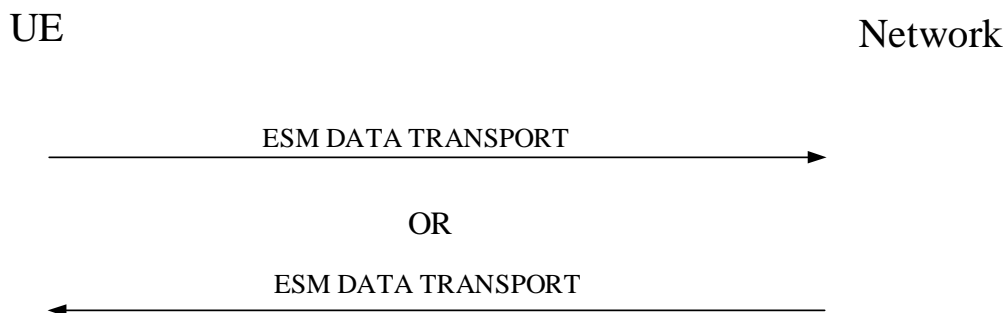 UE
Network
ESM DATA TRANSPORT
OR
ESM DATA TRANSPORT